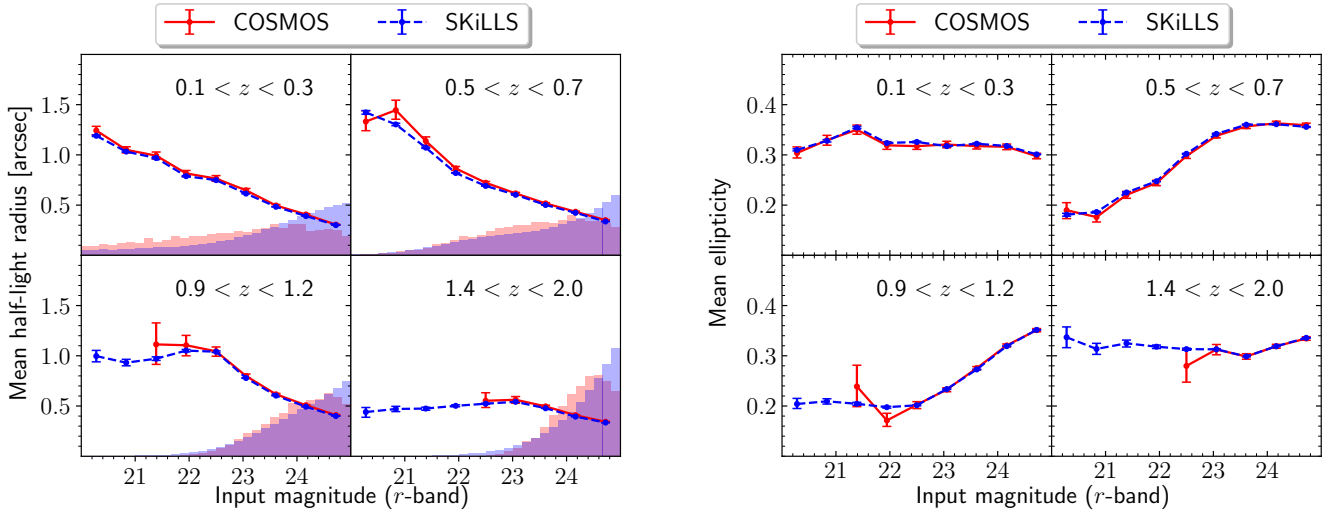 COSMOS SKiLLS
0.1 < z < 0.3
0.5 < z < 0.7
1.5
1.0
0.5
0.9 < z < 1.2
1.4 < z < 2.0
1.5
1.0
0.5
21 22 23 24 21 22 23 24
Mean half-light radius [arcsec]
Input magnitude (r-band)
COSMOS SKiLLS
0.1 < z < 0.3
0.5 < z < 0.7
0.4
0.3
0.2
0.9 < z < 1.2
1.4 < z < 2.0
0.4
0.3
0.2
21 22 23 24 21 22 23 24
Mean ellipticity
Input magnitude (r-band)